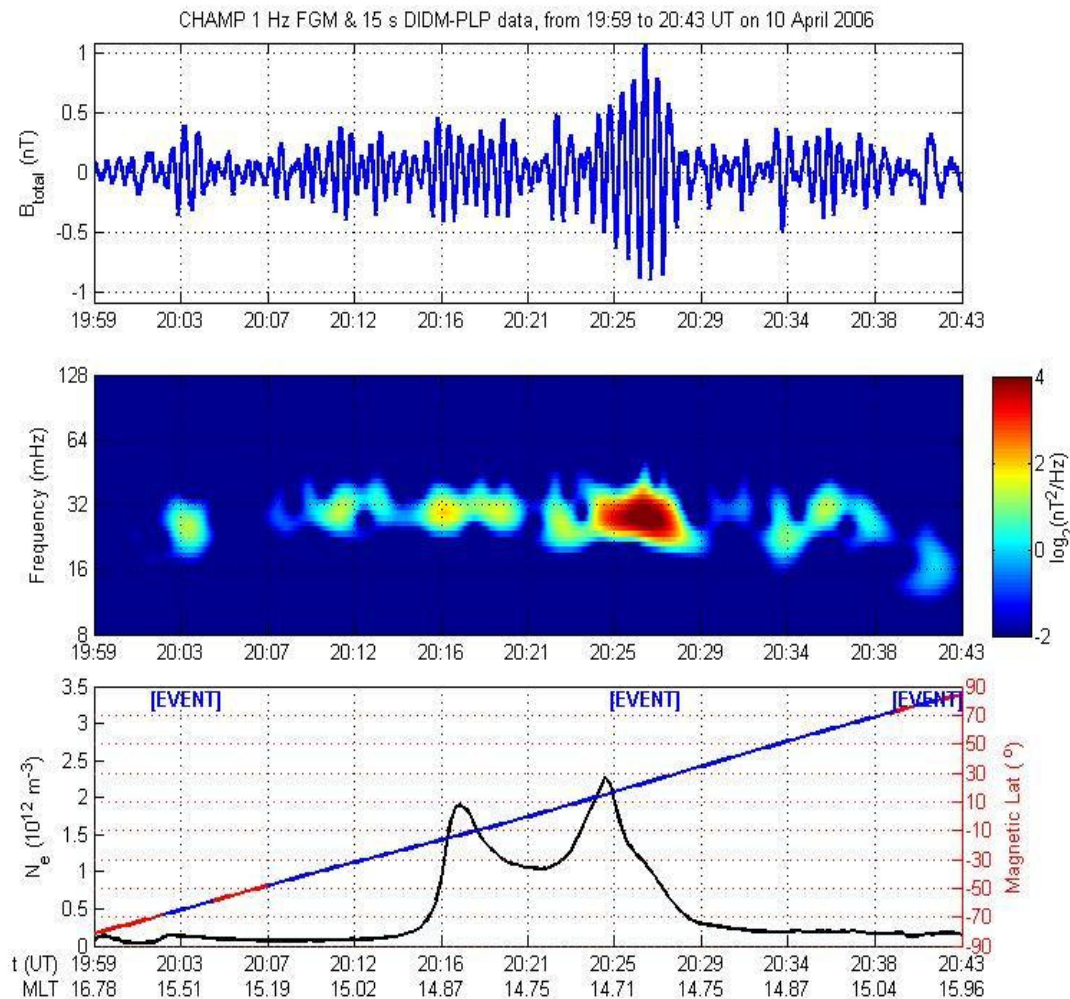 CHAMP 1 Hz FGM & 15 s DIDM-PLP data, from 19:59 to 20:43 UT on 10 April 2006
1
0.5
0
-0.5
-1
B_total (nT)
19:59 20:03 20:07 20:12 20:16 20:21 20:25 20:29 20:34 20:38 20:43
128
64
32
16
8
Frequency (mHz)
19:59 20:03 20:07 20:12 20:16 20:21 20:25 20:29 20:34 20:38 20:43
4
2
0
-2
log₂(nT²/Hz)
[EVENT] [EVENT] [EVENT]
3.5
3
2.5
2
1.5
1
0.5
0
Nₑ (10¹² m⁻³)
90
70
50
30
10
-10
-30
-50
-70
-90
Magnetic Lat (°)
t (UT) 19:59 20:03 20:07 20:12 20:16 20:21 20:25 20:29 20:34 20:38 20:43
MLT 16.78 15.51 15.19 15.02 14.87 14.75 14.71 14.75 14.87 15.04 15.96